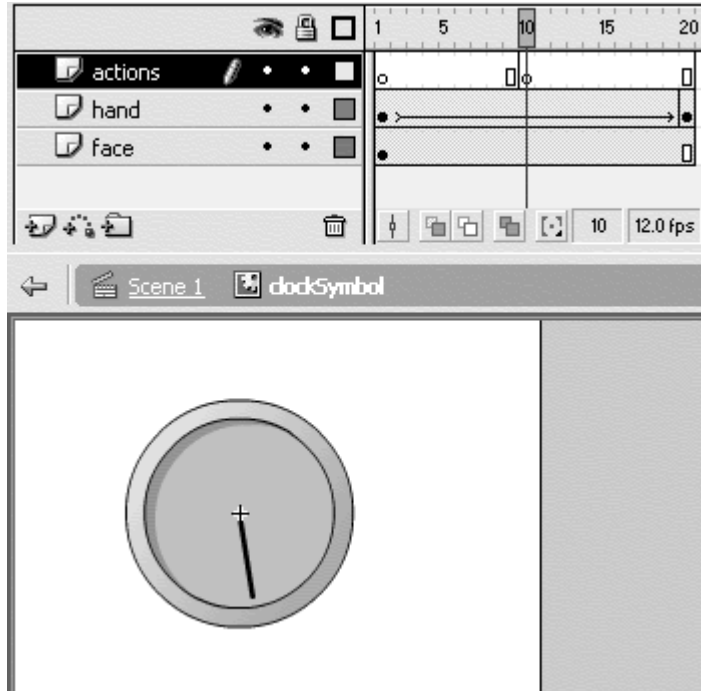 1 5 10 15 20
actions
hand
face
10 12.0 fps
Scene 1 clockSymbol